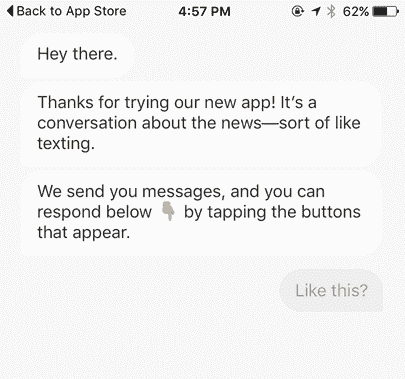 Back to App Store 4:57 PM 62%
Hey there.
Thanks for trying our new app! It’s a
conversation about the news—sort of like
texting.
We send you messages, and you can
respond below 👇 by tapping the buttons
that appear.
Like this?